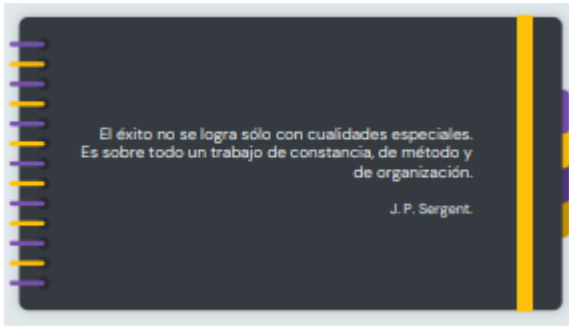 El éxito no se logra sólo con cualidades especiales.
Es sobre todo un trabajo de constancia, de método y
de organización.
J. P. Sergent.